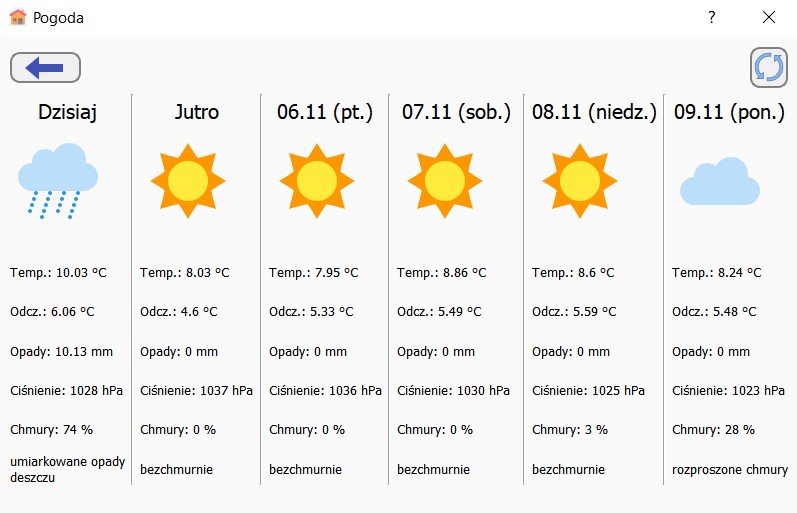 Pogoda
?
Dzisiaj
Temp.: 10.03 °C
Odcz.: 6.06 °C
Opady: 10.13 mm
Ciśnienie: 1028 hPa
Chmury: 74 %
umiarkowane opady
deszczu
Jutro
Temp.: 8.03 °C
Odcz.: 4.6 °C
Opady: 0 mm
Ciśnienie: 1037 hPa
Chmury: 0 %
bezchmurnie
06.11 (pt.)
Temp.: 7.95 °C
Odcz.: 5.33 °C
Opady: 0 mm
Ciśnienie: 1036 hPa
Chmury: 0 %
bezchmurnie
07.11 (sob.)
Temp.: 8.86 °C
Odcz.: 5.49 °C
Opady: 0 mm
Ciśnienie: 1030 hPa
Chmury: 0 %
bezchmurnie
08.11 (niedz.)
Temp.: 8.6 °C
Odcz.: 5.59 °C
Opady: 0 mm
Ciśnienie: 1025 hPa
Chmury: 3 %
bezchmurnie
09.11 (pon.)
Temp.: 8.24 °C
Odcz.: 5.48 °C
Opady: 0 mm
Ciśnienie: 1023 hPa
Chmury: 28 %
rozproszone chmury